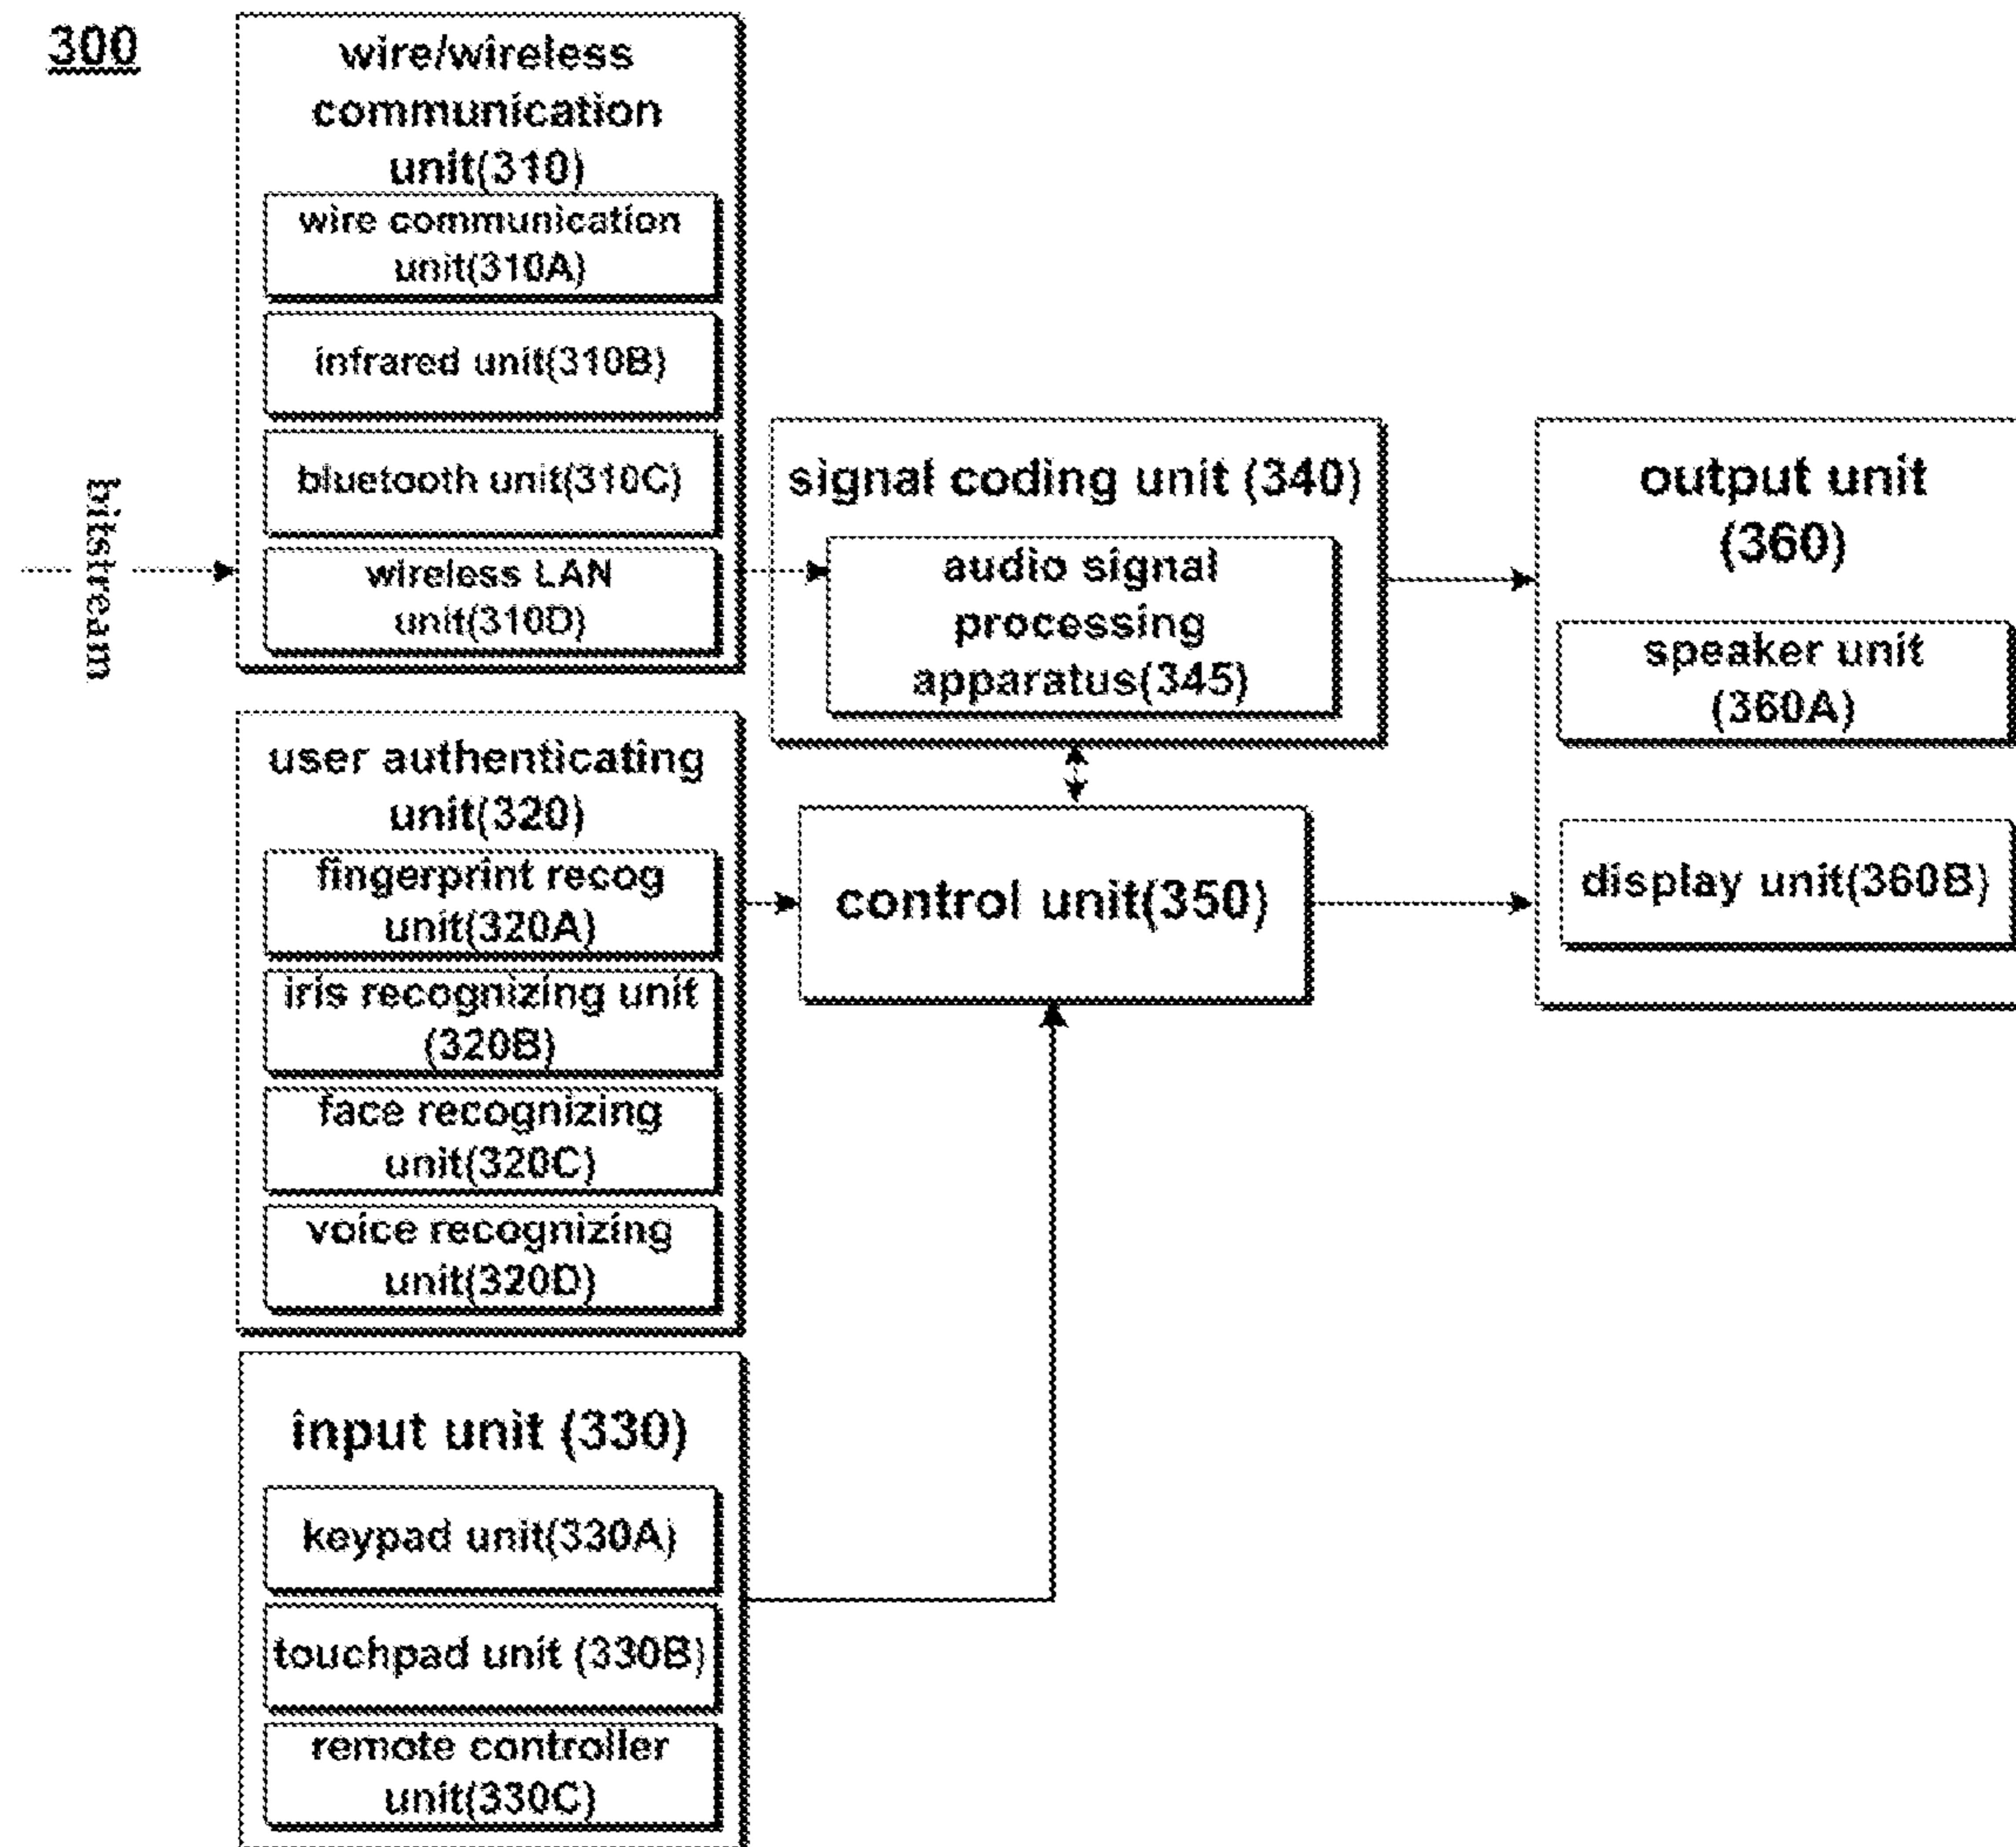 300
wire/wireless
communication
unit(310)
wire communication
unit(310A)
infrared unit(310B)
bluetooth unit(310C)
wireless LAN
unit(310D)
bitstream
signal coding unit (340)
audio signal
processing
apparatus(345)
output unit
(360)
speaker unit
(360A)
display unit(360B)
user authenticating
unit(320)
fingerprint recog
unit(320A)
iris recognizing unit
(320B)
face recognizing
unit(320C)
voice recognizing
unit(320D)
control unit(350)
input unit (330)
keypad unit(330A)
touchpad unit (330B)
remote controller
unit(330C)